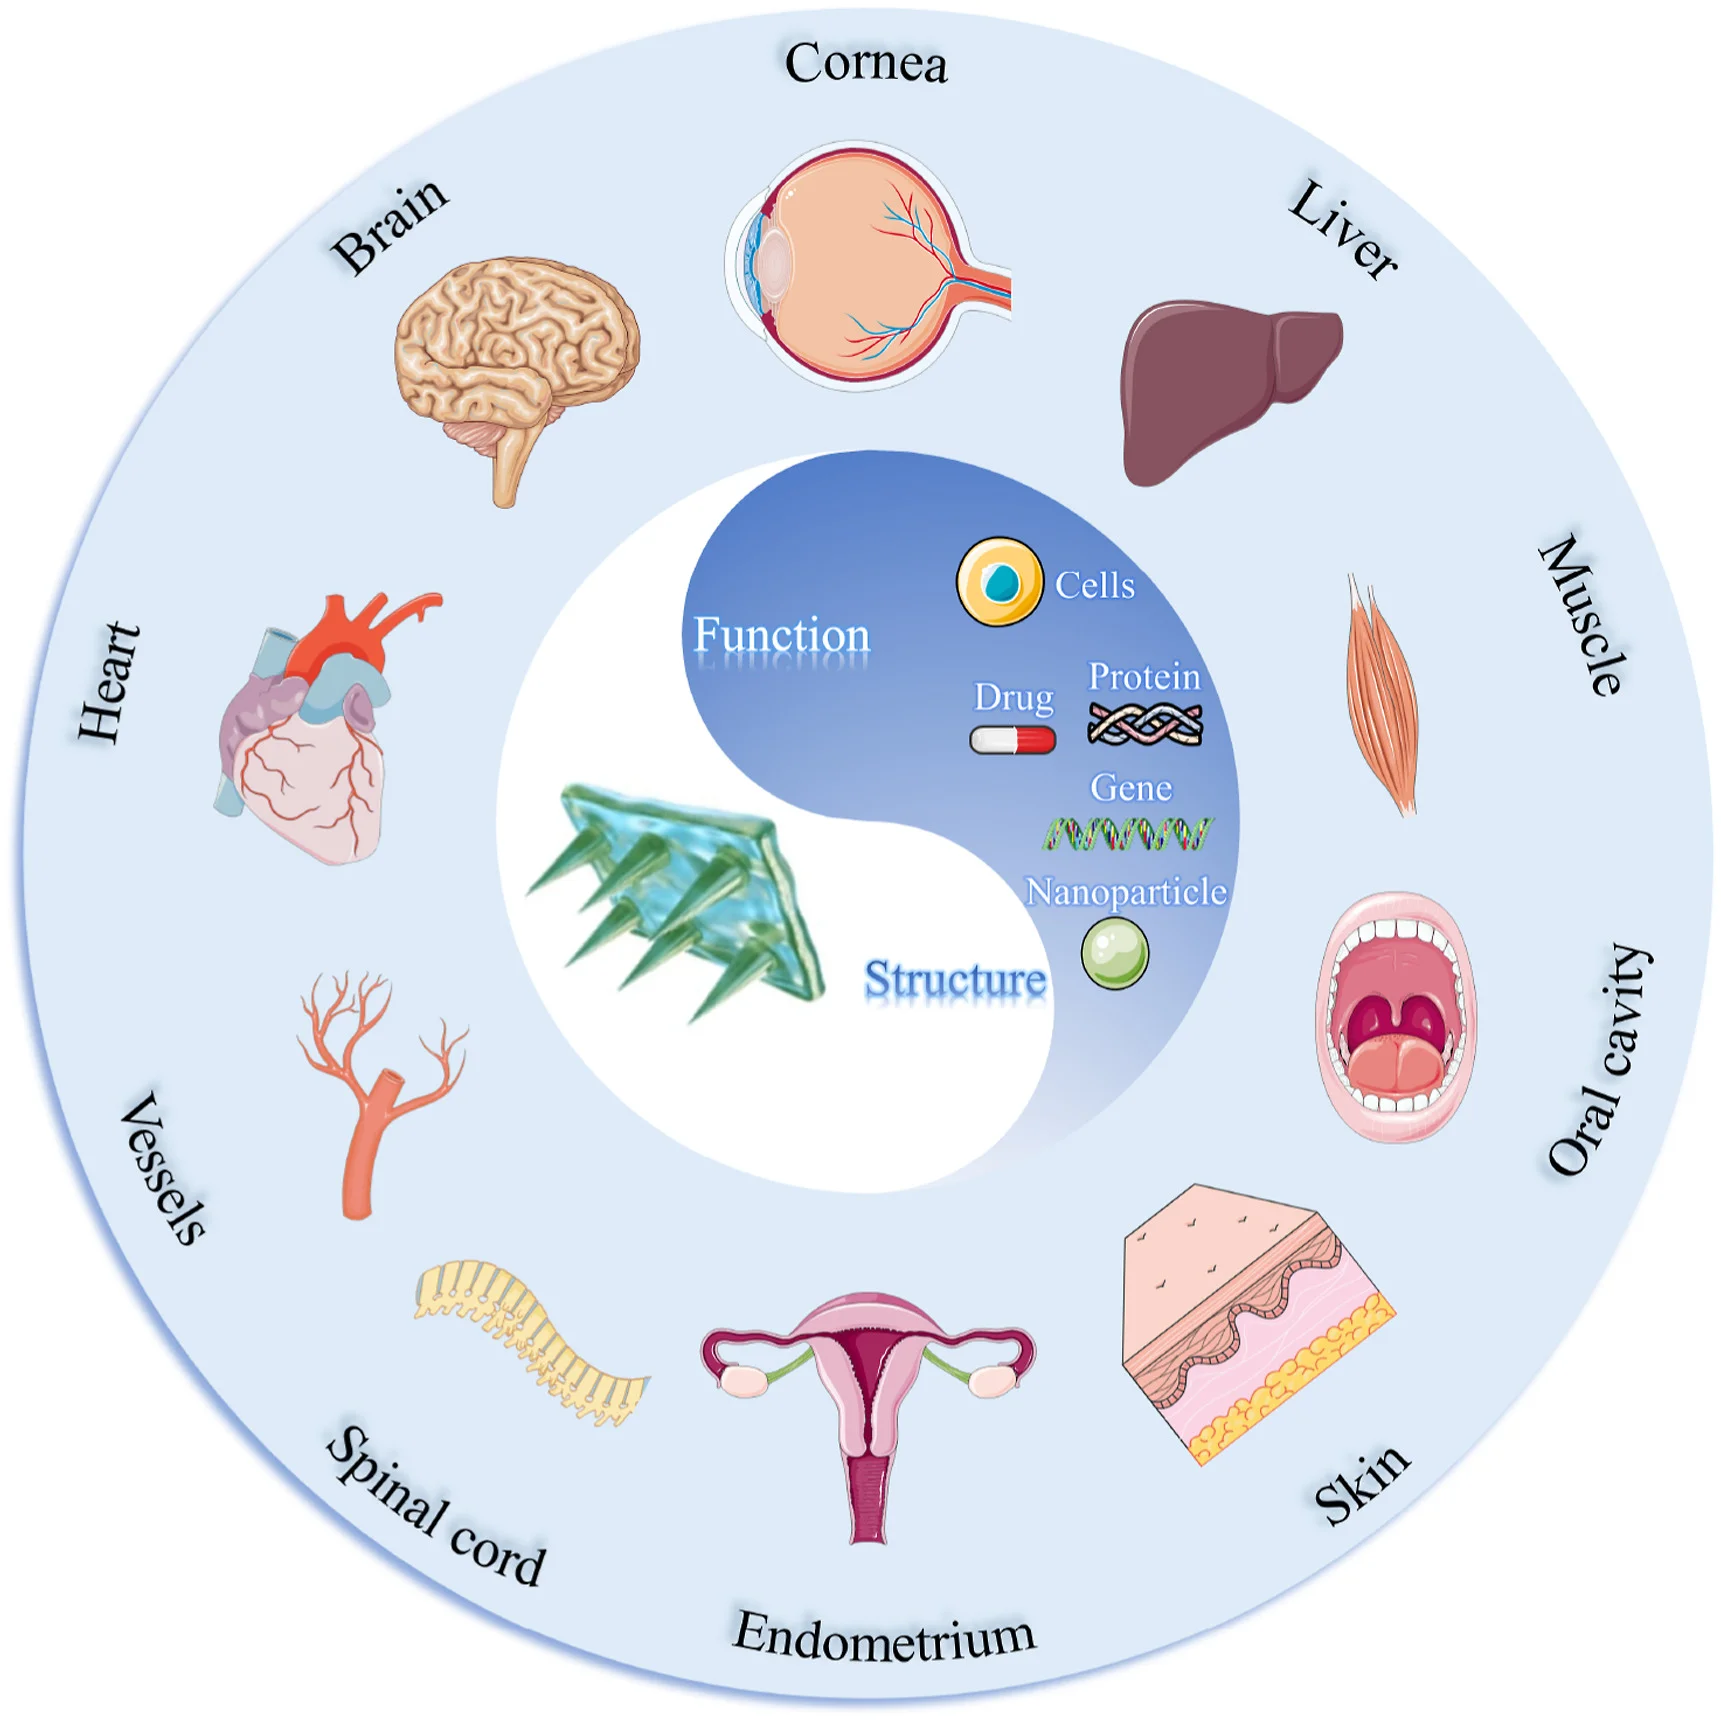 Cornea
Brain
Liver
Muscle
Heart
Function
Cells
Drug
Protein
Gene
Nanoparticle
Structure
Oral cavity
Vessels
Spinal cord
Skin
Endometrium